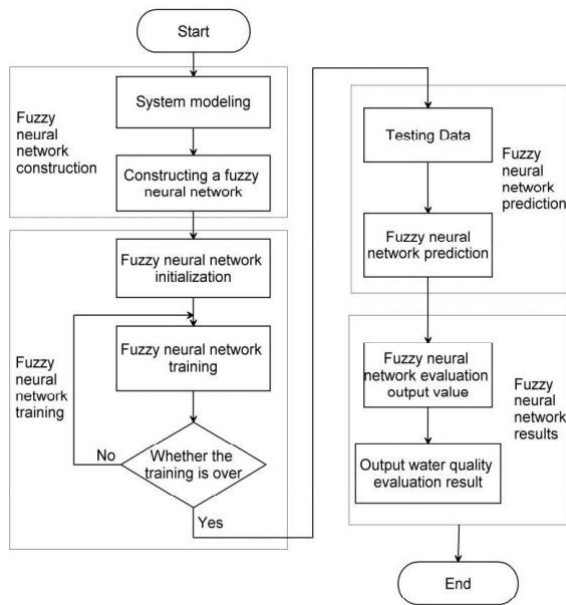 Start
Fuzzy
neural
network
construction
System modeling
Constructing a fuzzy
neural network
Fuzzy
neural
network
training
Fuzzy neural network
initialization
Fuzzy neural network
training
Whether the
training is over
No
Yes
Testing Data
Fuzzy neural
network prediction
Fuzzy
neural
network
prediction
Fuzzy neural
network evaluation
output value
Output water quality
evaluation result
Fuzzy
neural
network
results
End